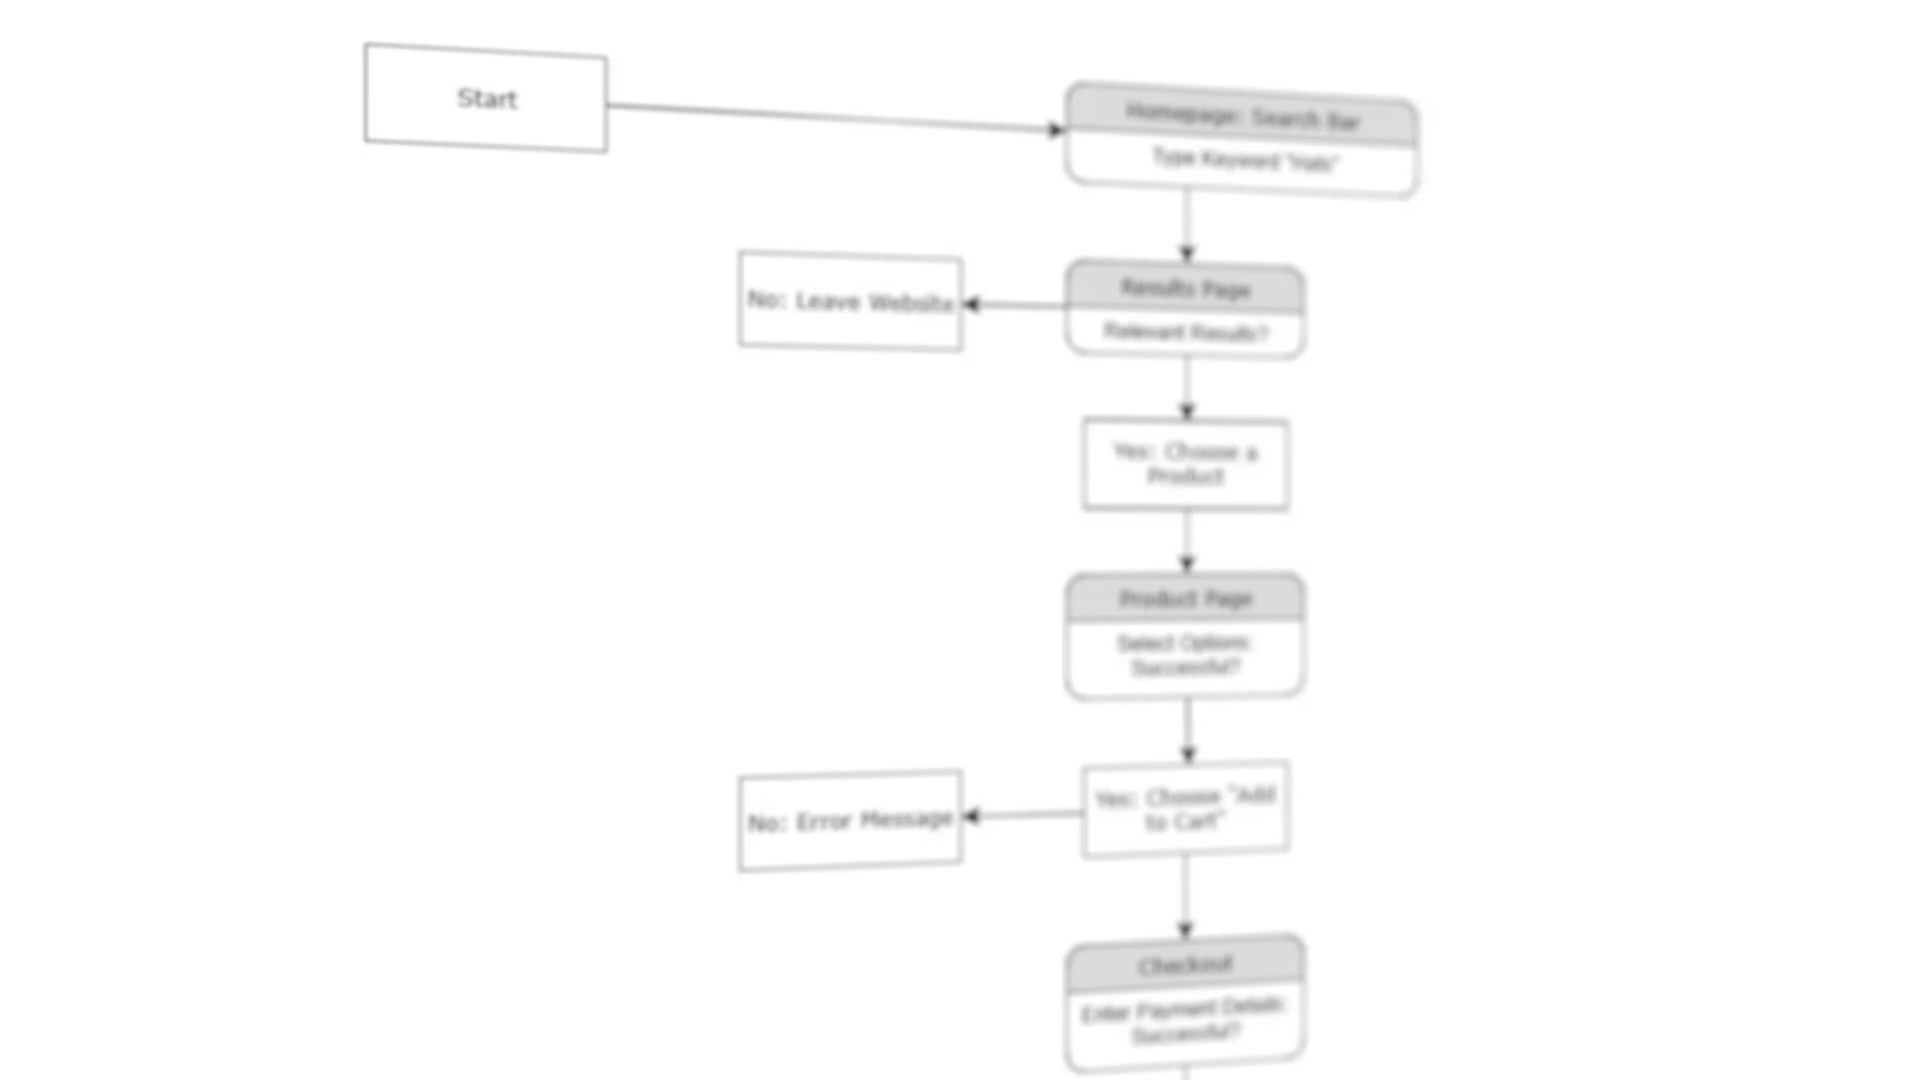 Start
Homepage: Search Bar
Type Keyword "Hats"
No: Leave Website
Results Page
Relevant Results?
Yes: Choose a
Product
Product Page
Select Options:
Successful?
No: Error Message
Yes: Choose "Add
to Cart"
Checkout
Enter Payment Details:
Successful?